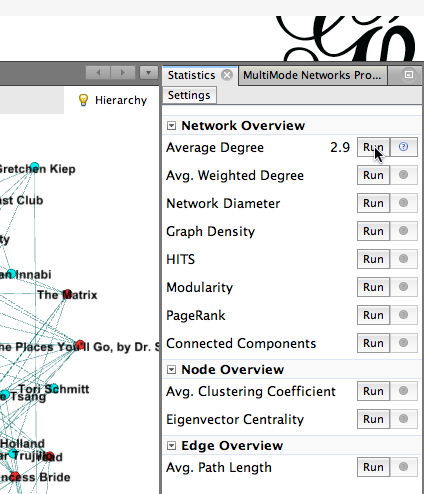 Statistics
MultiMode Networks Pro...
Settings
Hierarchy
Network Overview
Average Degree 2.9 Run
Avg. Weighted Degree Run
Network Diameter Run
Graph Density Run
HITS Run
Modularity Run
PageRank Run
Connected Components Run
Node Overview
Avg. Clustering Coefficient Run
Eigenvector Centrality Run
Edge Overview
Avg. Path Length Run
Gretchen Kiep
st Club
ty
an Innabi
The Matrix
he Places You'll Go, by Dr. S
Tori Schmitt
e Tsang
Holland
ar Trujillo
ead
ncess Bride